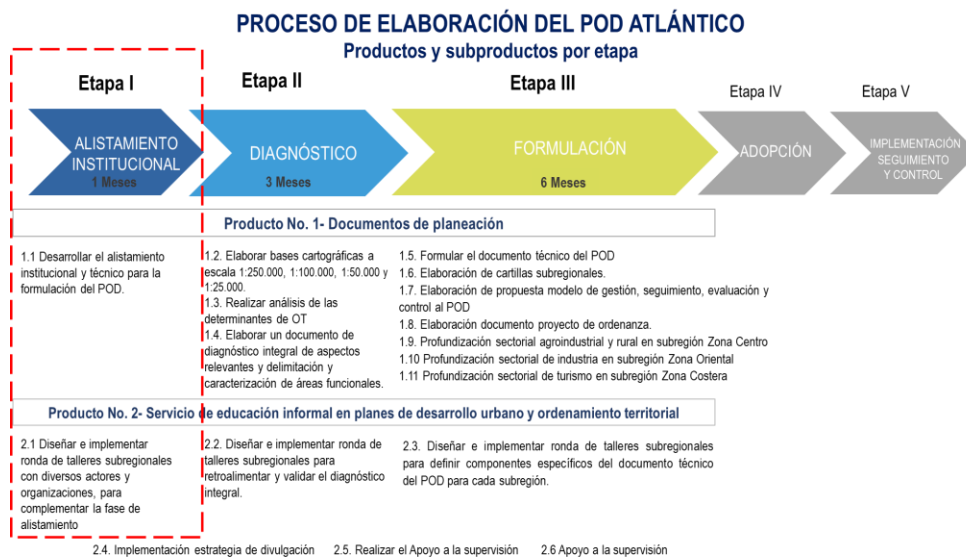 PROCESO DE ELABORACIÓN DEL POD ATLÁNTICO
Productos y subproductos por etapa
Etapa I
Etapa II
Etapa III
Etapa IV
Etapa V
ALISTAMIENTO
INSTITUCIONAL
1 Meses
DIAGNÓSTICO
3 Meses
FORMULACIÓN
6 Meses
ADOPCIÓN
IMPLEMENTACIÓN
SEGUIMIENTO
Y CONTROL
Producto No. 1- Documentos de planeación
1.1 Desarrollar el alistamiento
institucional y técnico para la
formulación del POD.
1.2. Elaborar bases cartográficas a
escala 1:250.000, 1:100.000, 1:50.000 y
1:25.000.
1.3. Realizar análisis de las
determinantes de OT
1.4. Elaborar un documento de
diagnóstico integral de aspectos
relevantes y delimitación y
caracterización de áreas funcionales.
1.5. Formular el documento técnico del POD
1.6. Elaboración de cartillas subregionales.
1.7. Elaboración de propuesta modelo de gestión, seguimiento, evaluación y
control al POD
1.8. Elaboración documento proyecto de ordenanza.
1.9. Profundización sectorial agroindustrial y rural en subregión Zona Centro
1.10 Profundización sectorial de industria en subregión Zona Oriental
1.11 Profundización sectorial de turismo en subregión Zona Costera
Producto No. 2- Servicio de educación informal en planes de desarrollo urbano y ordenamiento territorial
2.1 Diseñar e implementar
ronda de talleres subregionales
con diversos actores y
organizaciones, para
complementar la fase de
alistamiento
2.2. Diseñar e implementar ronda de
talleres subregionales para
retroalimentar y validar el diagnóstico
integral.
2.3. Diseñar e implementar ronda de talleres subregionales
para definir componentes específicos del documento técnico
del POD para cada subregión.
2.4. Implementación estrategia de divulgación 2.5. Realizar el Apoyo a la supervisión 2.6 Apoyo a la supervisión